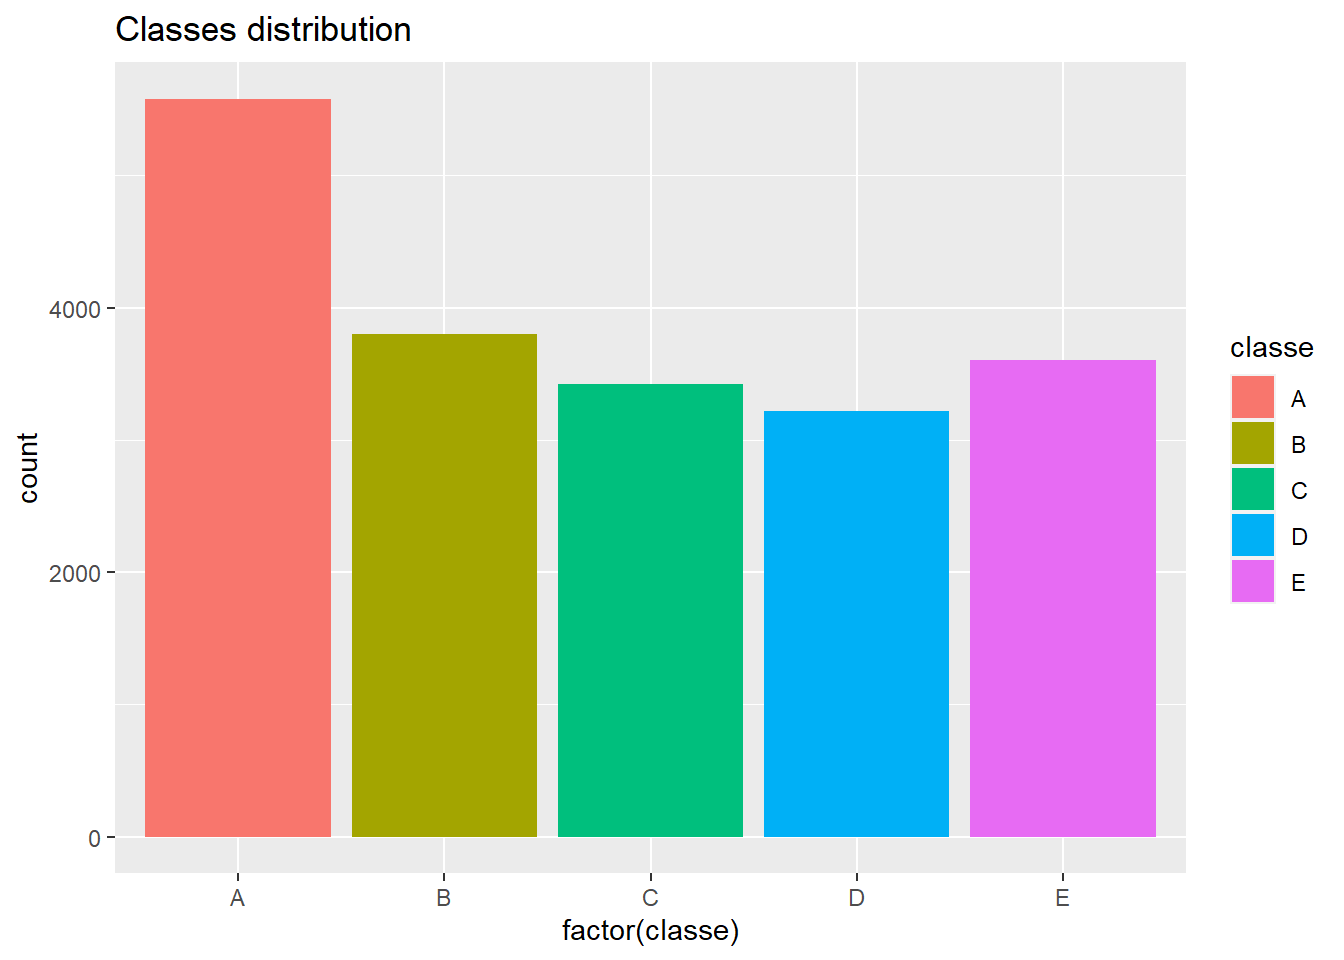 Classes distribution
count
4000
2000
0
A
B
C
D
E
factor(classe)
classe
A
B
C
D
E